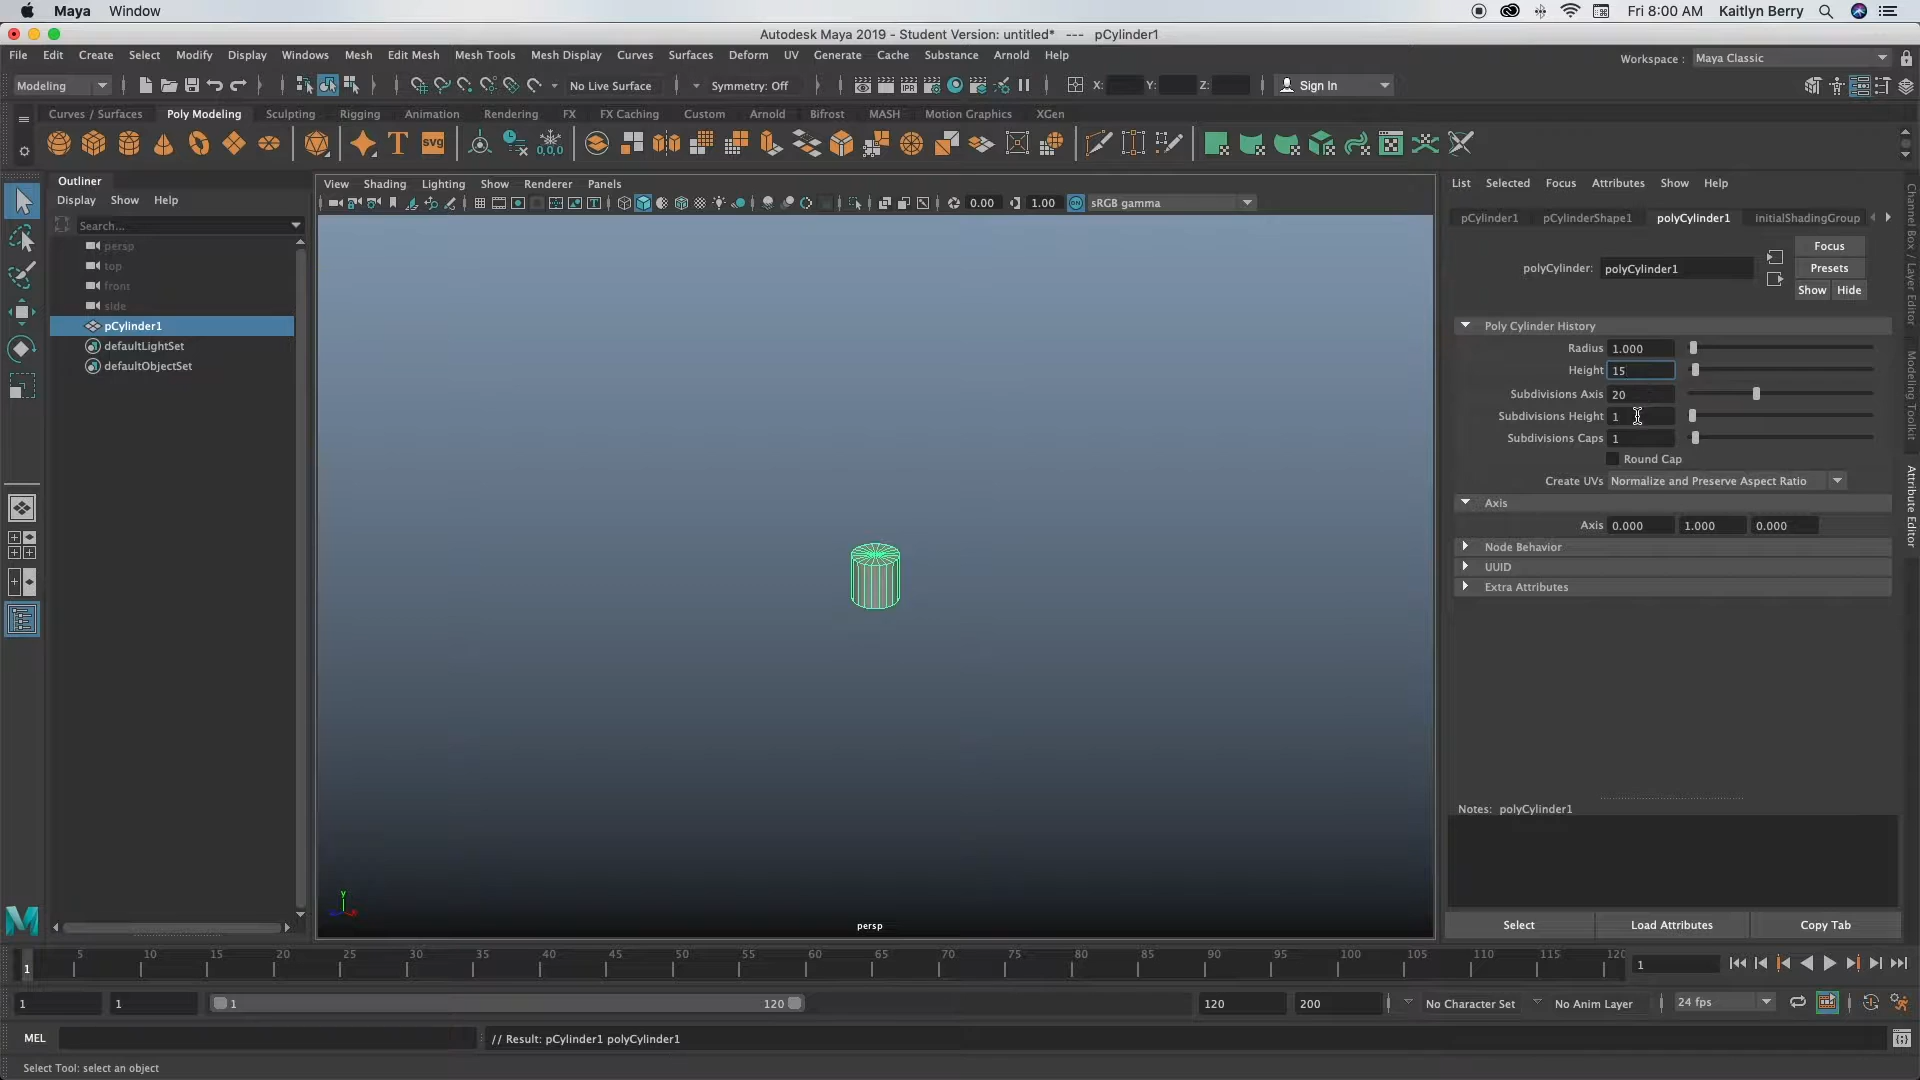 Maya Window Fri 8:00 AM Kaitlyn Berry
Autodesk Maya 2019 - Student Version: untitled* --- pCylinder1
File Edit Create Select Modify Display Windows Mesh Edit Mesh Mesh Tools Mesh Display Curves Surfaces Deform UV Generate Cache Substance Arnold Help Workspace : Maya Classic
Modeling No Live Surface Symmetry: Off X: Y: Z: Sign In
Curves / Surfaces Poly Modeling Sculpting Rigging Animation Rendering FX FX Caching Custom Arnold Bifrost MASH Motion Graphics XGen
T SVG 0,0,0
Outliner
Display Show Help
Search...
persp
top
front
side
pCylinder1
defaultLightSet
defaultObjectSet
View Shading Lighting Show Renderer Panels
0.00 1.00 ON sRGB gamma
y
persp
List Selected Focus Attributes Show Help
pCylinder1 pCylinderShape1 polyCylinder1 initialShadingGroup
Focus
polyCylinder: polyCylinder1 Presets
Show Hide
Poly Cylinder History
Radius 1.000
Height 15
Subdivisions Axis 20
Subdivisions Height 1
Subdivisions Caps 1
Round Cap
Create UVs Normalize and Preserve Aspect Ratio
Axis
Axis 0.000 1.000 0.000
Node Behavior
UUID
Extra Attributes
Notes: polyCylinder1
Select Load Attributes Copy Tab
Channel Box / Layer Editor
Modeling Toolkit
Attribute Editor
1 5 10 15 20 25 30 35 40 45 50 55 60 65 70 75 80 85 90 95 100 105 110 115 120 1
1 1 1 120 120 200 No Character Set No Anim Layer 24 fps
MEL // Result: pCylinder1 polyCylinder1
Select Tool: select an object